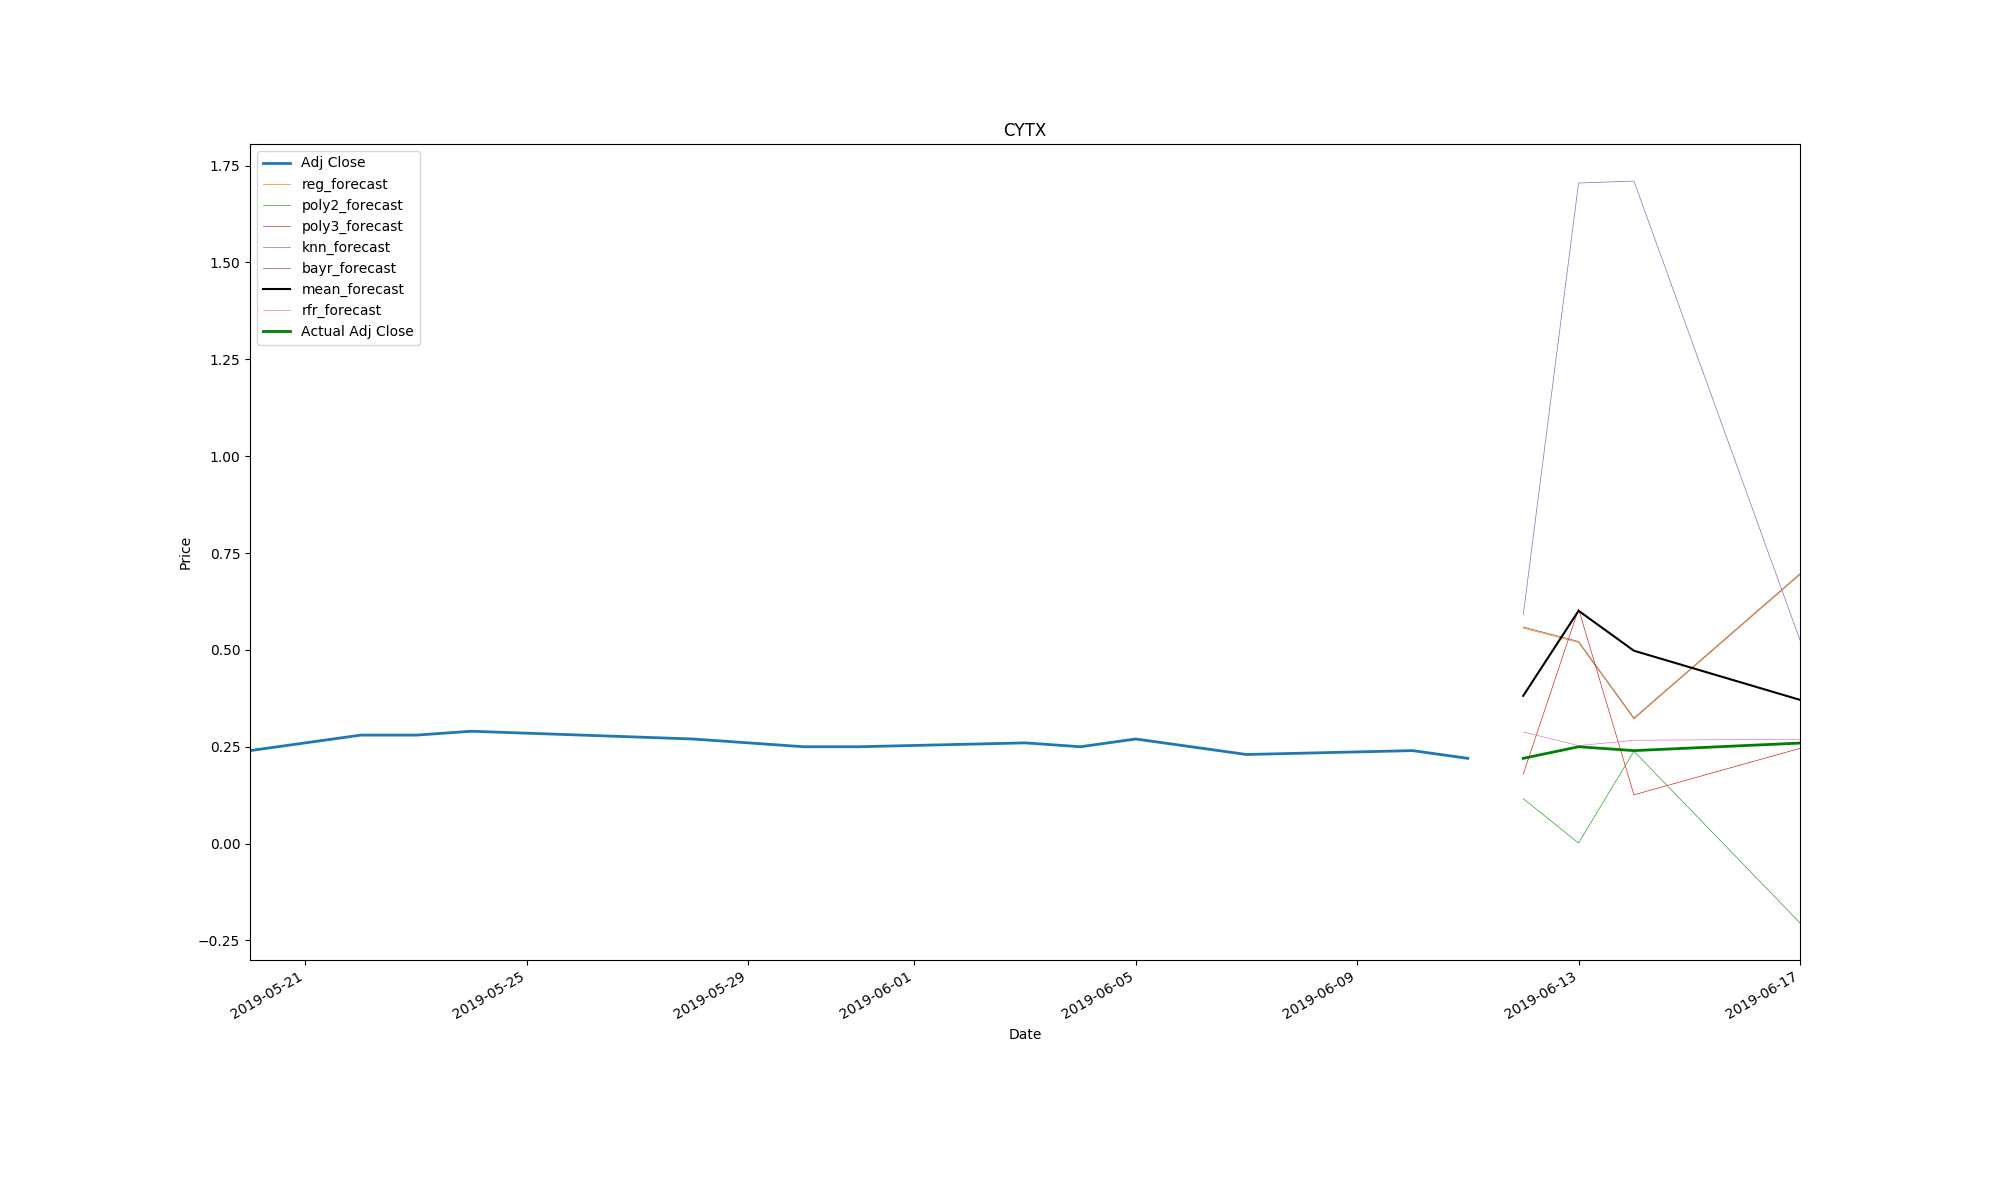 CYTX
Adj Close
reg_forecast
poly2_forecast
poly3_forecast
knn_forecast
bayr_forecast
mean_forecast
rfr_forecast
Actual Adj Close
1.75
1.50
1.25
1.00
0.75
0.50
0.25
0.00
−0.25
Price
2019-05-21
2019-05-25
2019-05-29
2019-06-01
2019-06-05
2019-06-09
2019-06-13
2019-06-17
Date